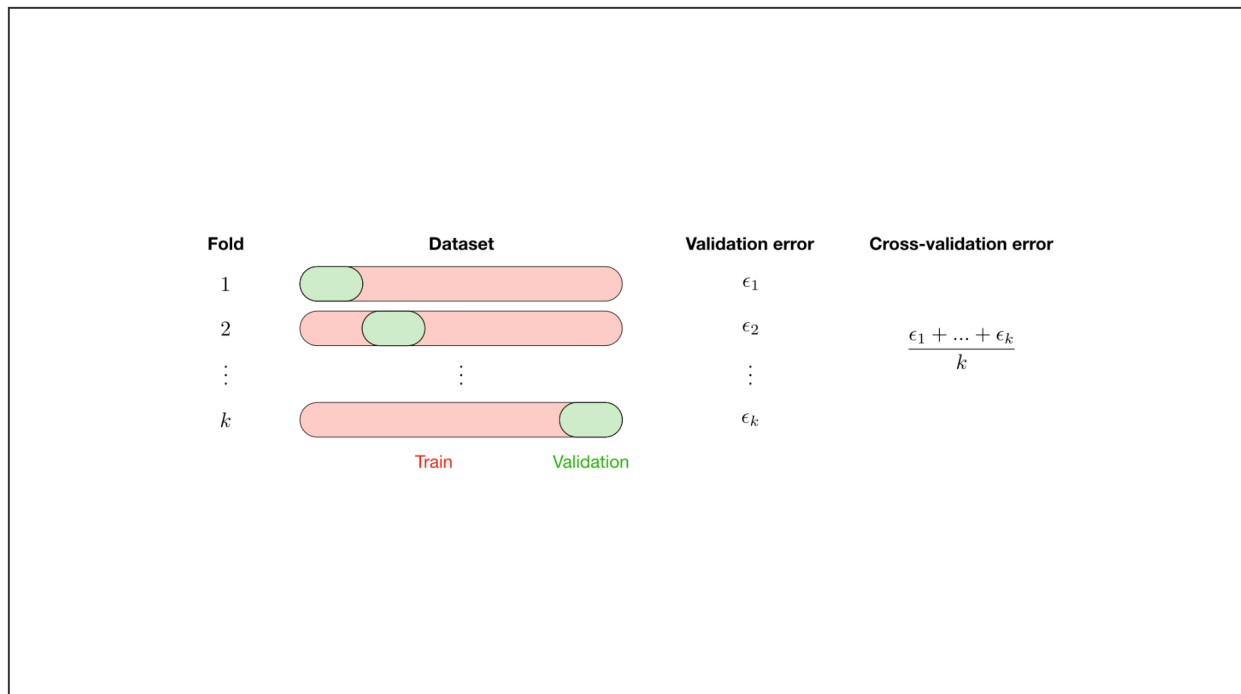 Fold Dataset Validation error Cross-validation error
1 ϵ₁
2 ϵ₂
ϵ₁ + ... + ϵₖ
k
⋮ ⋮ ⋮
k ϵₖ
Train Validation